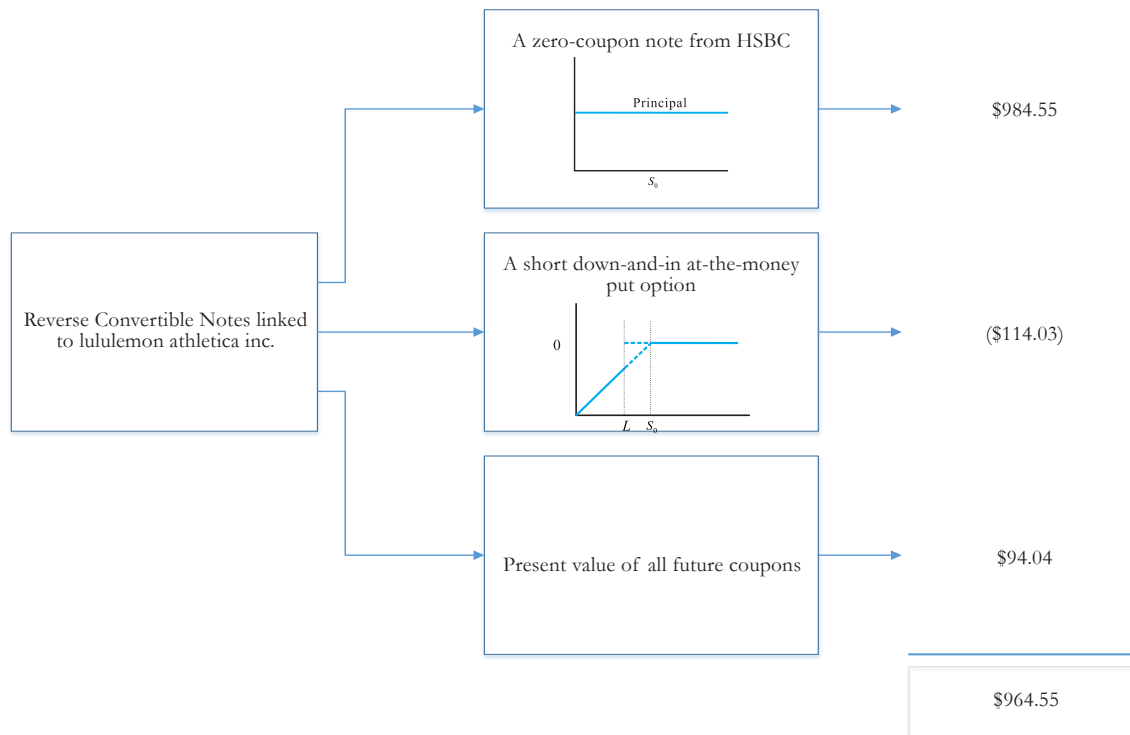 A zero-coupon note from HSBC
Principal
S₀
$984.55
Reverse Convertible Notes linked
to lululemon athletica inc.
A short down-and-in at-the-money
put option
0
L S₀
($114.03)
Present value of all future coupons
$94.04
$964.55